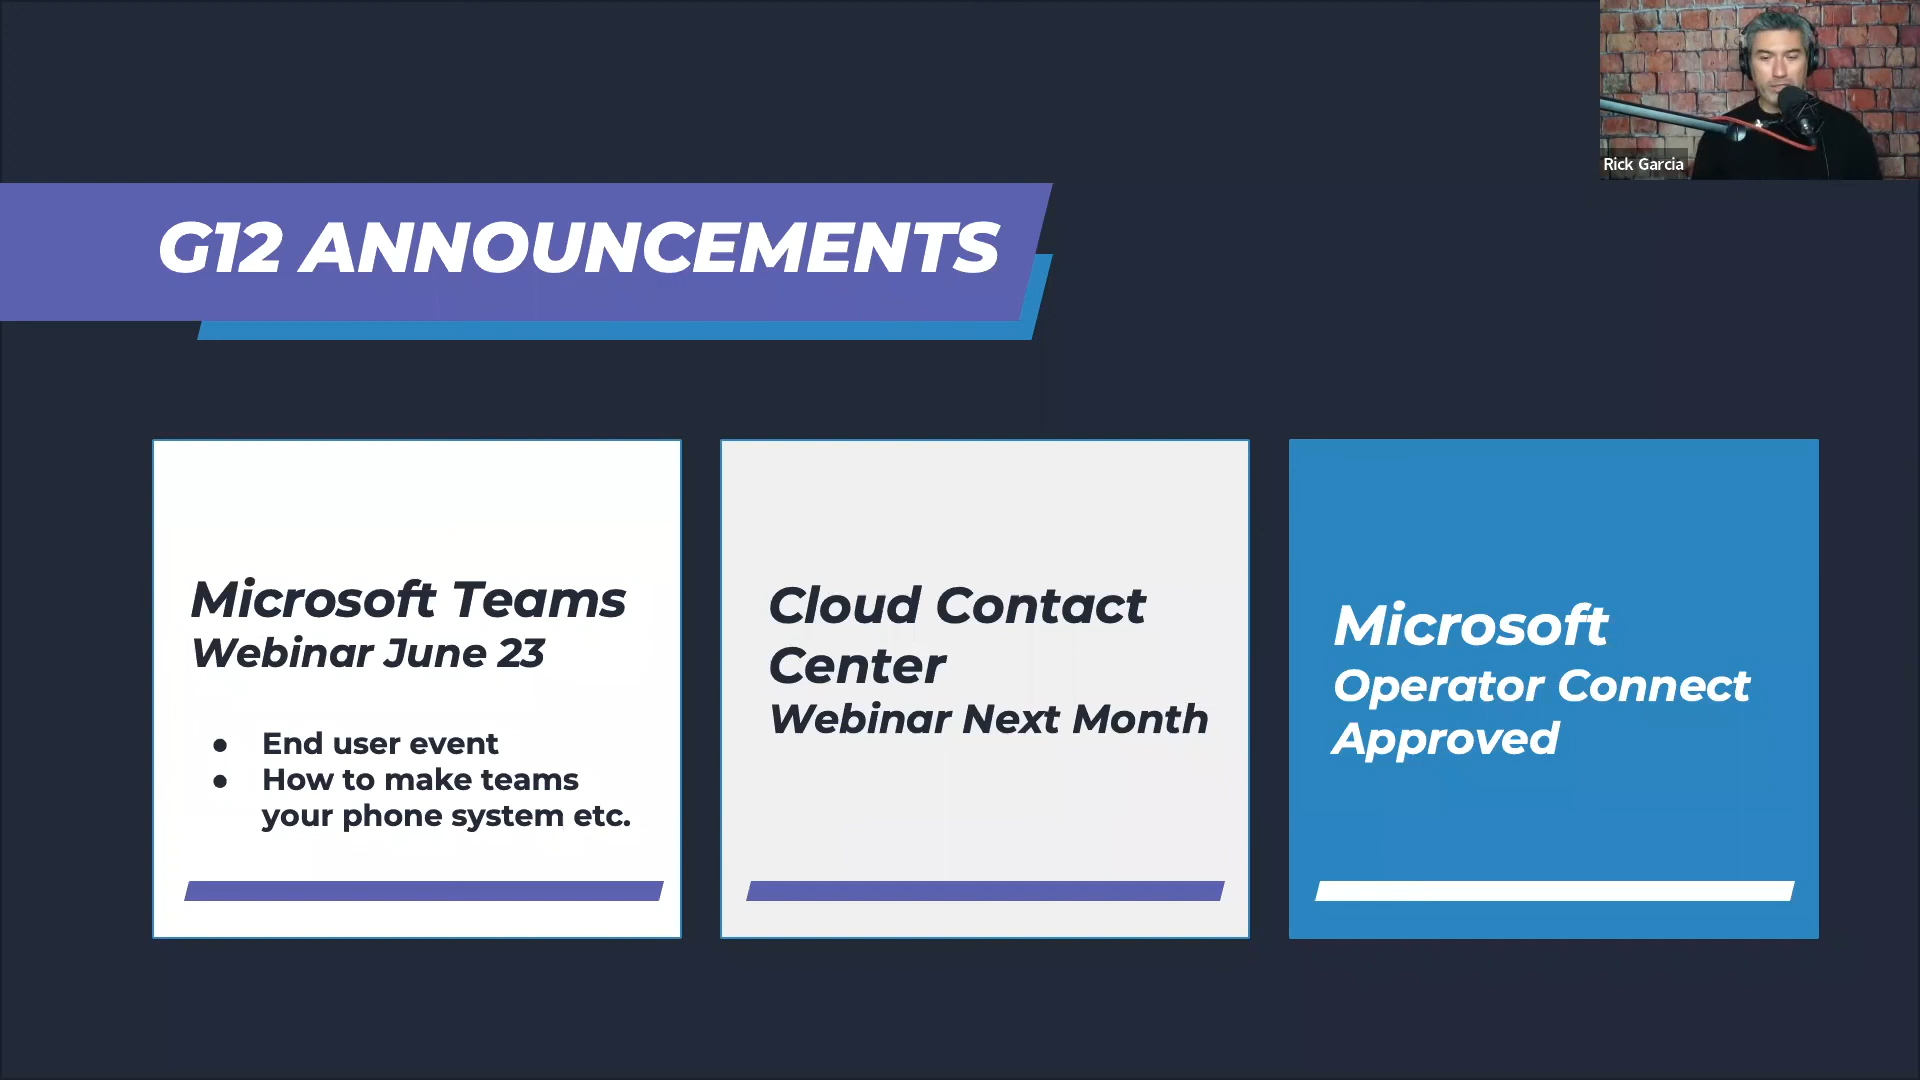 Rick Garcia
G12 ANNOUNCEMENTS
Microsoft Teams
Webinar June 23
● End user event
● How to make teams
your phone system etc.
Cloud Contact
Center
Webinar Next Month
Microsoft
Operator Connect
Approved